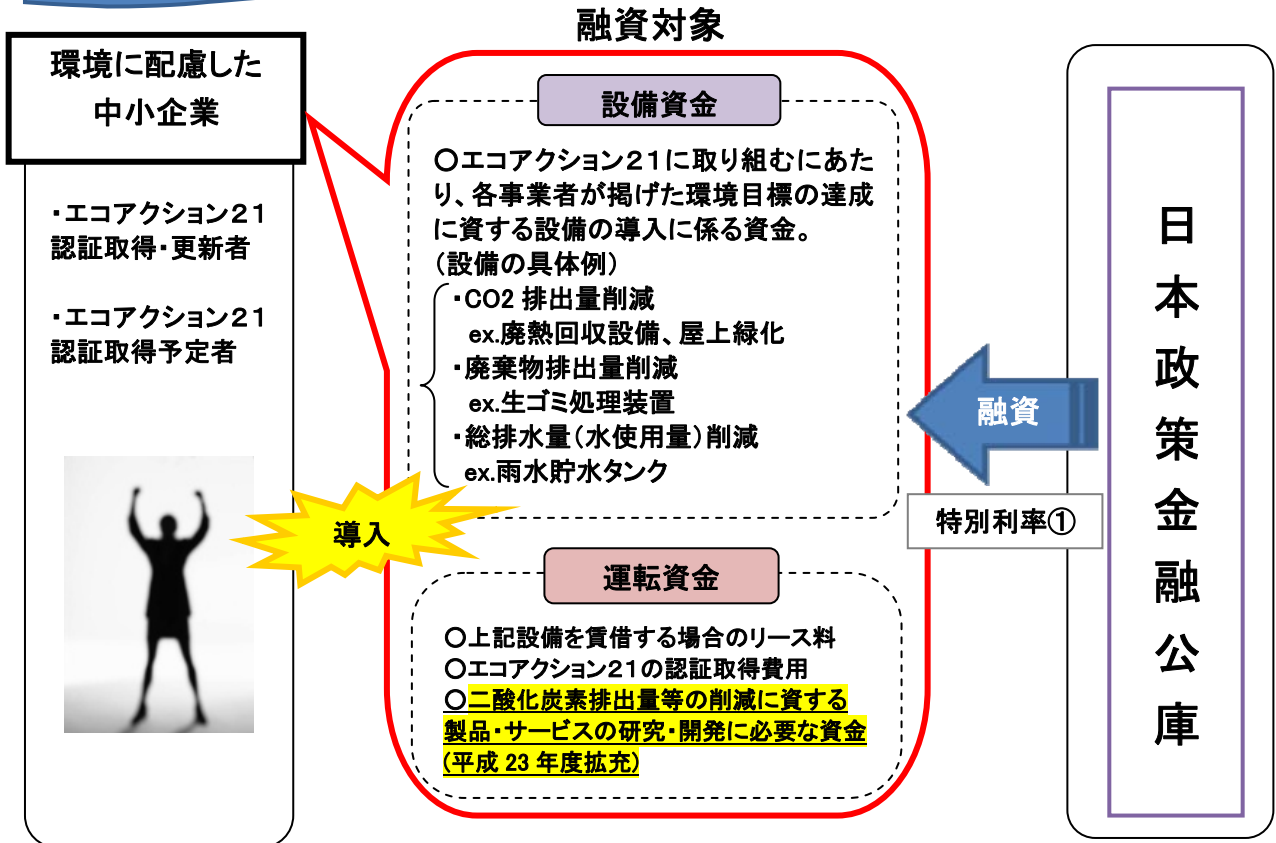 融資対象
環境に配慮した
中小企業
・エコアクション21
認証取得・更新者
・エコアクション21
認証取得予定者
導入
設備資金
○エコアクション21に取り組むにあた
り、各事業者が掲げた環境目標の達成
に資する設備の導入に係る資金。
(設備の具体例)
・CO2 排出量削減
ex.廃熱回収設備、屋上緑化
・廃棄物排出量削減
ex.生ゴミ処理装置
・総排水量(水使用量)削減
ex.雨水貯水タンク
運転資金
○上記設備を賃借する場合のリース料
○エコアクション21の認証取得費用
○二酸化炭素排出量等の削減に資する
製品・サービスの研究・開発に必要な資金
(平成 23 年度拡充)
融資
特別利率①
日本政策金融公庫